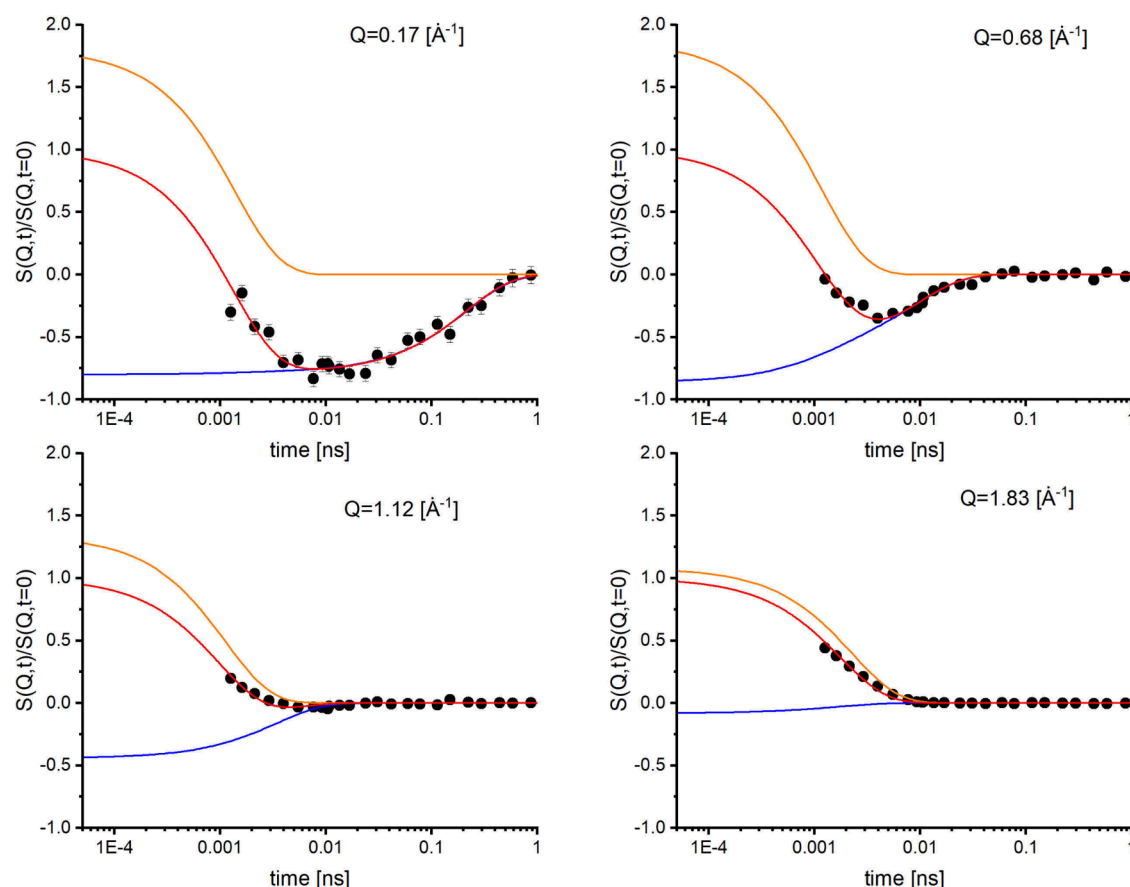 Q=0.17 [Å⁻¹]
S(Q,t)/S(Q,t=0)
2.0
1.5
1.0
0.5
0.0
-0.5
-1.0
1E-4 0.001 0.01 0.1 1
time [ns]
Q=0.68 [Å⁻¹]
S(Q,t)/S(Q,t=0)
2.0
1.5
1.0
0.5
0.0
-0.5
-1.0
1E-4 0.001 0.01 0.1 1
time [ns]
Q=1.12 [Å⁻¹]
S(Q,t)/S(Q,t=0)
2.0
1.5
1.0
0.5
0.0
-0.5
-1.0
1E-4 0.001 0.01 0.1 1
time [ns]
Q=1.83 [Å⁻¹]
S(Q,t)/S(Q,t=0)
2.0
1.5
1.0
0.5
0.0
-0.5
-1.0
1E-4 0.001 0.01 0.1 1
time [ns]